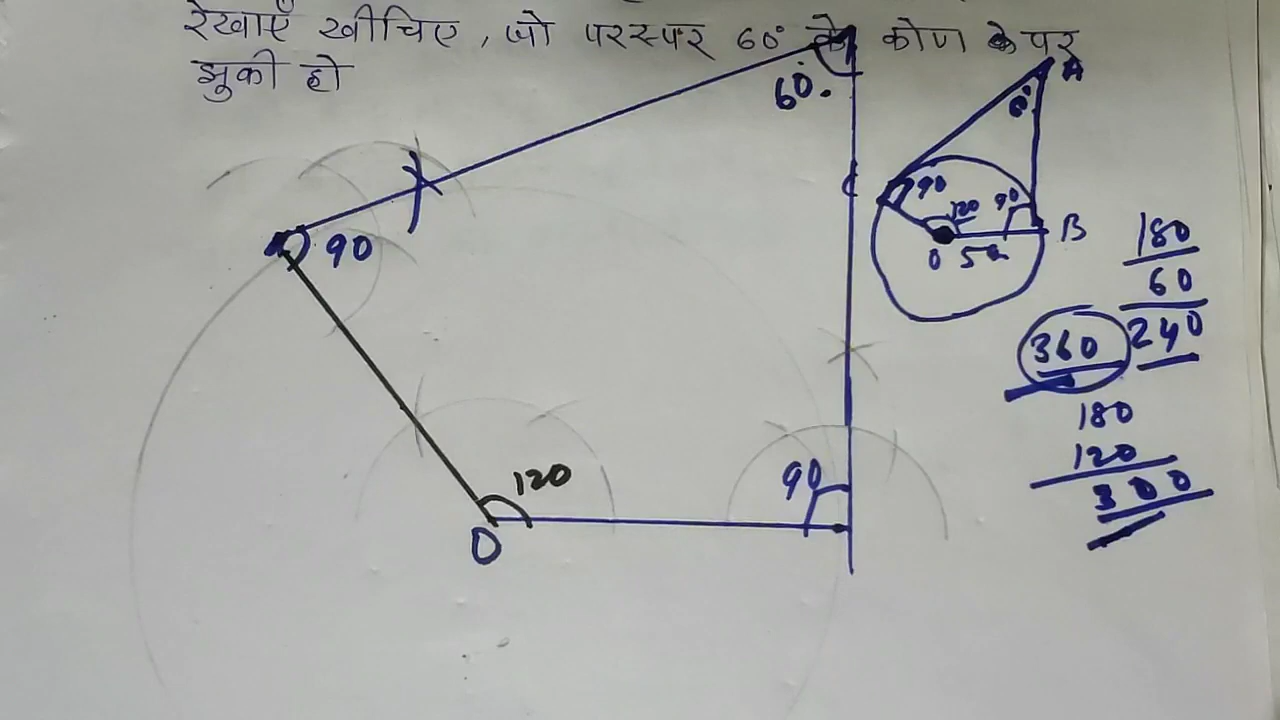 रेखाएँ खीचिए , जो परस्पर 60° के कोण के पर
झुकी हो
60.
A
6°
90
90
120
90
B
O 5
180
60
240
360
180
120
300
120
90
O